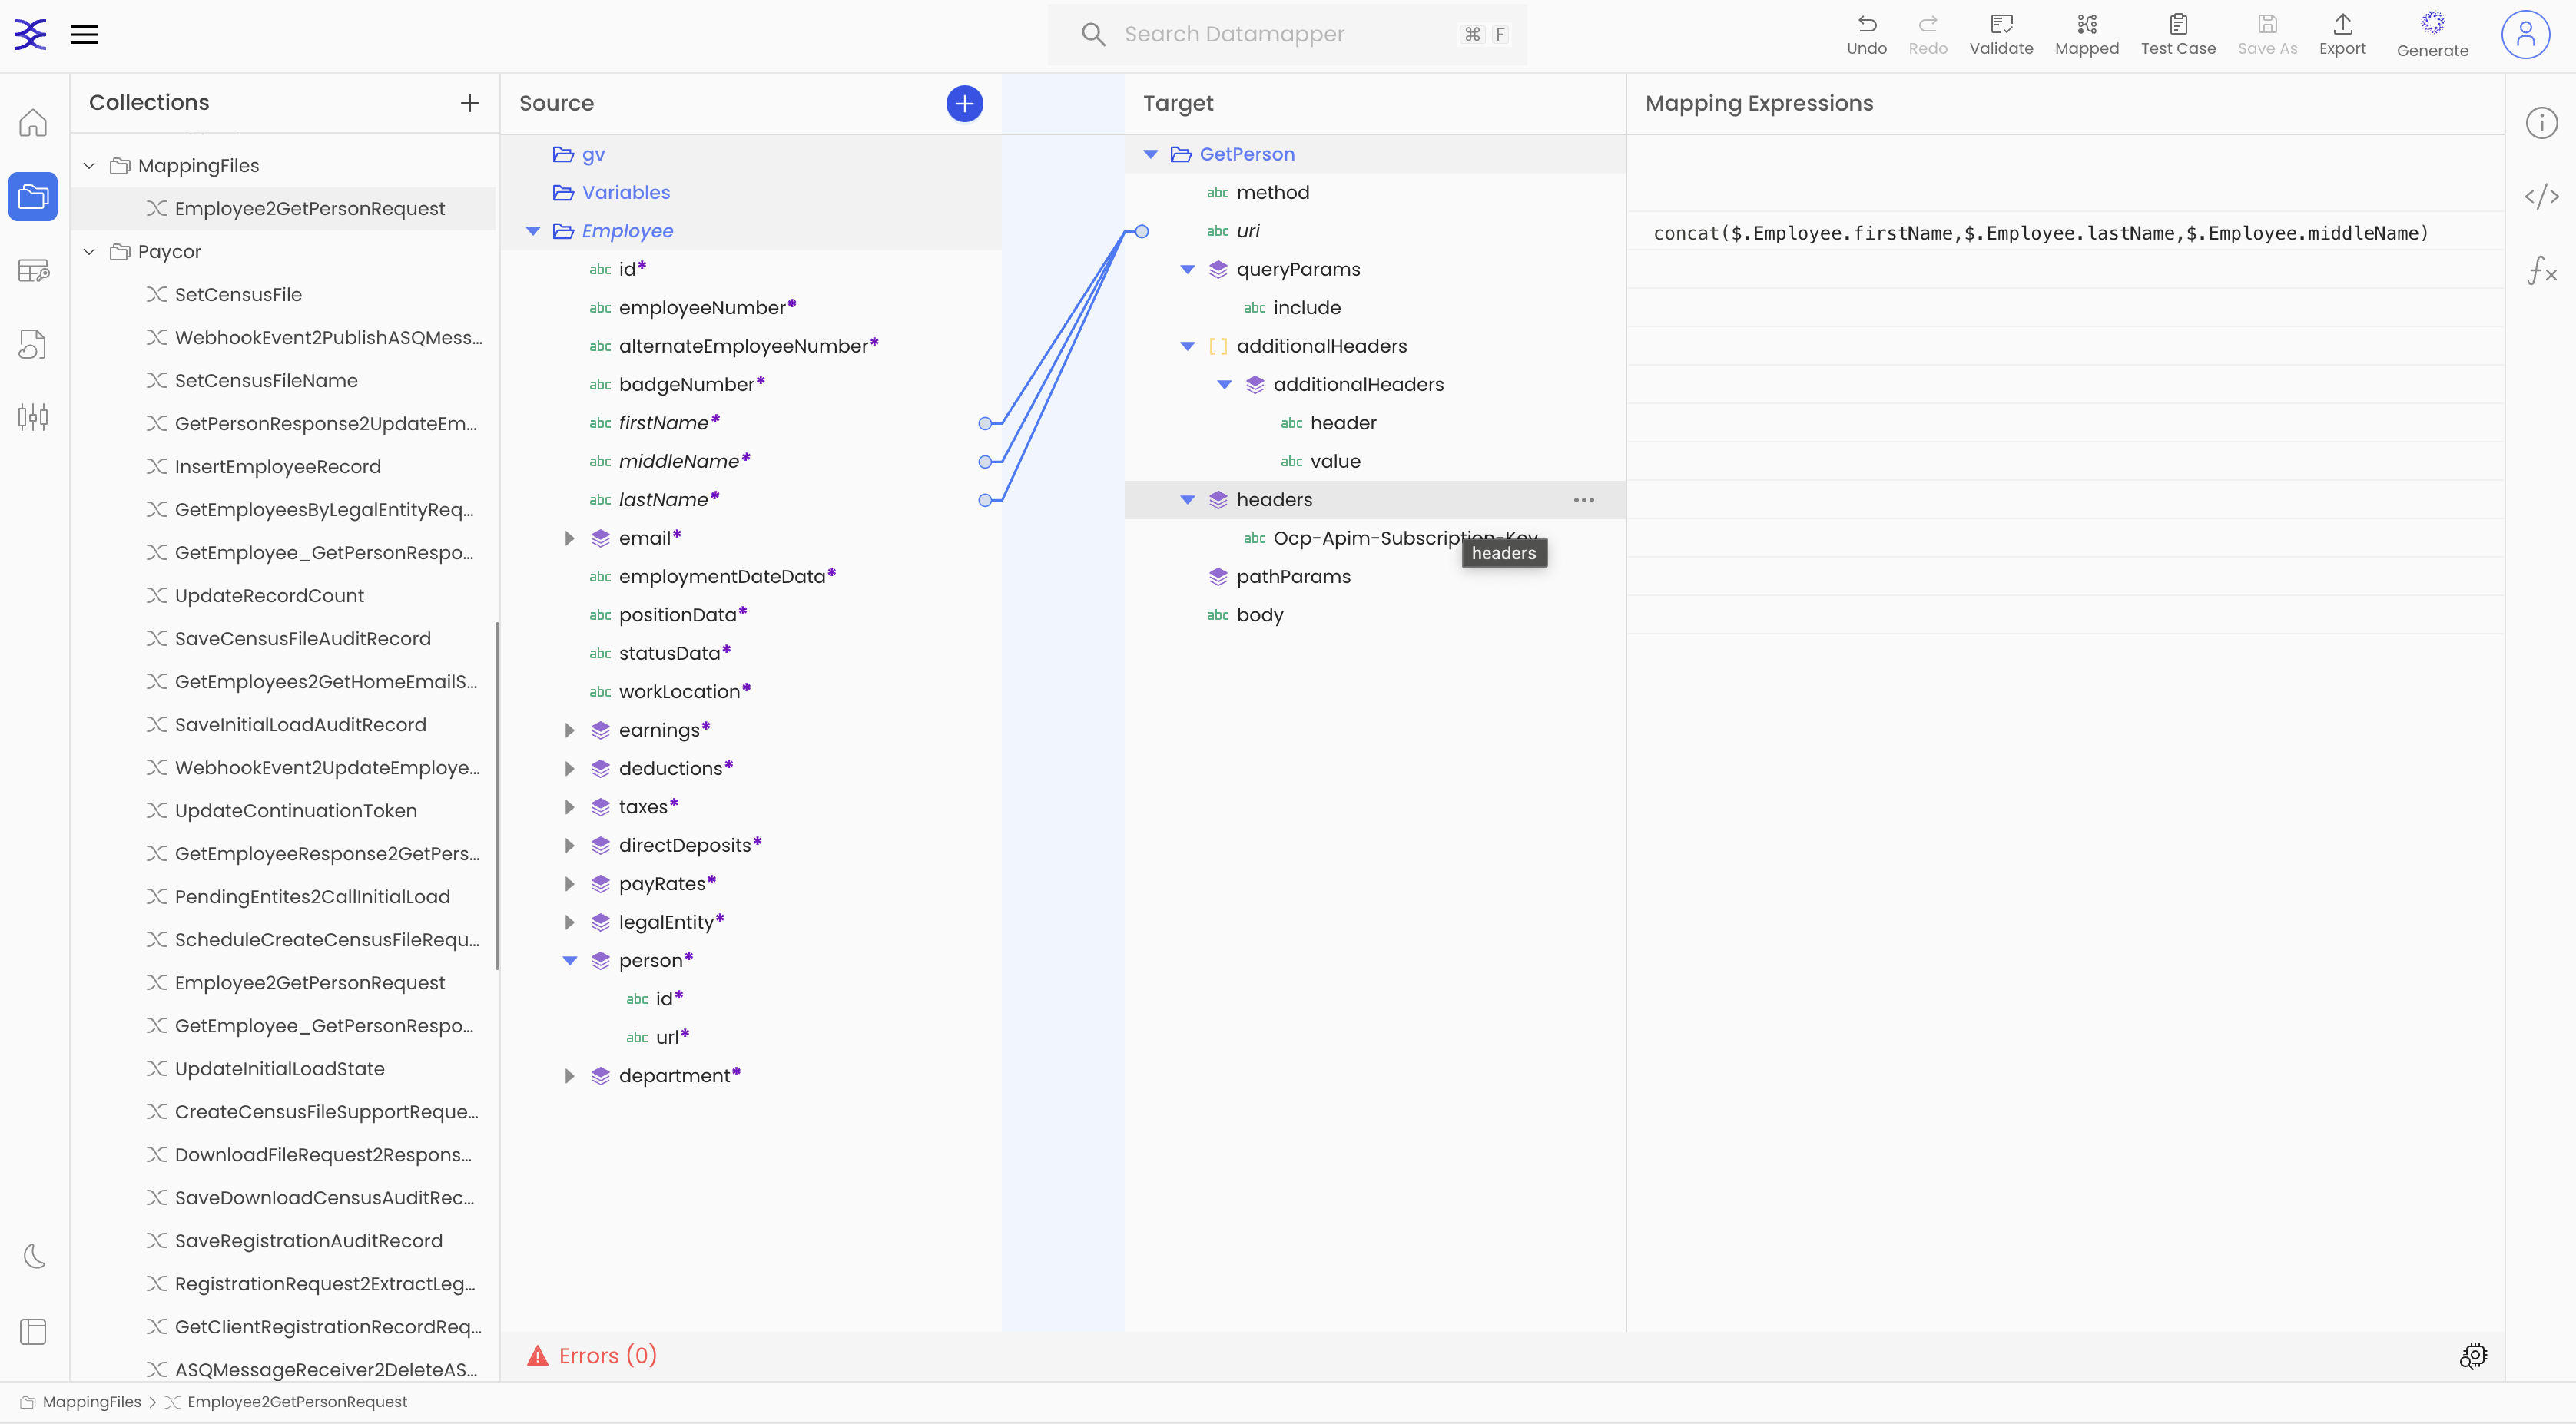 Search Datamapper
⌘ F
Undo
Redo
Validate
Mapped
Test Case
Save As
Export
Generate
Collections
MappingFiles
Employee2GetPersonRequest
Paycor
SetCensusFile
WebhookEvent2PublishASQMess...
SetCensusFileName
GetPersonResponse2UpdateEm...
InsertEmployeeRecord
GetEmployeesByLegalEntityReq...
GetEmployee_GetPersonRespo...
UpdateRecordCount
SaveCensusFileAuditRecord
GetEmployees2GetHomeEmailS...
SaveInitialLoadAuditRecord
WebhookEvent2UpdateEmploye...
UpdateContinuationToken
GetEmployeeResponse2GetPers...
PendingEntites2CallInitialLoad
ScheduleCreateCensusFileRequ...
Employee2GetPersonRequest
GetEmployee_GetPersonRespo...
UpdateInitialLoadState
CreateCensusFileSupportReque...
DownloadFileRequest2Respons...
SaveDownloadCensusAuditRec...
SaveRegistrationAuditRecord
RegistrationRequest2ExtractLeg...
GetClientRegistrationRecordReq...
ASQMessageReceiver2DeleteAS...
Source
gv
Variables
Employee
abc id*
abc employeeNumber*
abc alternateEmployeeNumber*
abc badgeNumber*
abc firstName*
abc middleName*
abc lastName*
email*
abc employmentDateData*
abc positionData*
abc statusData*
abc workLocation*
earnings*
deductions*
taxes*
directDeposits*
payRates*
legalEntity*
person*
abc id*
abc url*
department*
Target
GetPerson
abc method
abc uri
queryParams
abc include
[ ] additionalHeaders
additionalHeaders
abc header
abc value
headers
abc Ocp-Apim-Subscription-Key
headers
pathParams
abc body
Mapping Expressions
concat($.Employee.firstName,$.Employee.lastName,$.Employee.middleName)
</>
fx
Errors (0)
MappingFiles > Employee2GetPersonRequest